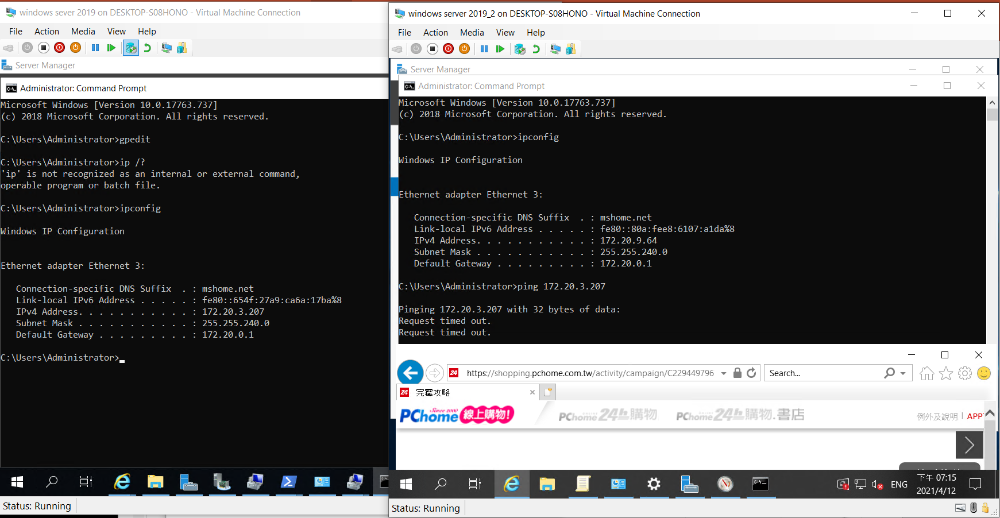 windows sever 2019 on DESKTOP-S08HONO - Virtual Machine Connection
File Action Media View Help
Server Manager
Administrator: Command Prompt
Microsoft Windows [Version 10.0.17763.737]
(c) 2018 Microsoft Corporation. All rights reserved.
C:\Users\Administrator>gpedit
C:\Users\Administrator>ip /?
'ip' is not recognized as an internal or external command,
operable program or batch file.
C:\Users\Administrator>ipconfig
Windows IP Configuration
Ethernet adapter Ethernet 3:
Connection-specific DNS Suffix . : mshome.net
Link-local IPv6 Address . . . . . : fe80::654f:27a9:ca6a:17ba%8
IPv4 Address. . . . . . . . . . . : 172.20.3.207
Subnet Mask . . . . . . . . . . . : 255.255.240.0
Default Gateway . . . . . . . . . : 172.20.0.1
C:\Users\Administrator>
Status: Running
windows server 2019_2 on DESKTOP-S08HONO - Virtual Machine Connection
File Action Media View Help
Server Manager
Administrator: Command Prompt
Microsoft Windows [Version 10.0.17763.737]
(c) 2018 Microsoft Corporation. All rights reserved.
C:\Users\Administrator>ipconfig
Windows IP Configuration
Ethernet adapter Ethernet 3:
Connection-specific DNS Suffix . : mshome.net
Link-local IPv6 Address . . . . . : fe80::80a:fee8:6107:a1da%8
IPv4 Address. . . . . . . . . . . : 172.20.9.64
Subnet Mask . . . . . . . . . . . : 255.255.240.0
Default Gateway . . . . . . . . . : 172.20.0.1
C:\Users\Administrator>ping 172.20.3.207
Pinging 172.20.3.207 with 32 bytes of data:
Request timed out.
Request timed out.
24 https://shopping.pchome.com.tw/activity/campaign/C229449796 Search...
24 完霉攻略
Since 2000
PChome 線上購物! PChome 24h購物 PChome 24h購物.書店 例外及說明 | APP
ENG 下午 07:15
2021/4/12
Status: Running